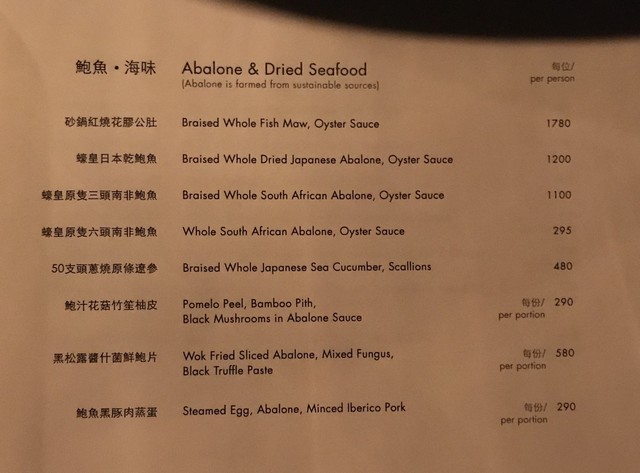 鮑魚・海味 Abalone & Dried Seafood 每位/
(Abalone is farmed from sustainable sources) per person
砂鍋紅燒花膠公肚 Braised Whole Fish Maw, Oyster Sauce 1780
蠔皇日本乾鮑魚 Braised Whole Dried Japanese Abalone, Oyster Sauce 1200
蠔皇原隻三頭南非鮑魚 Braised Whole South African Abalone, Oyster Sauce 1100
蠔皇原隻六頭南非鮑魚 Whole South African Abalone, Oyster Sauce 295
50支頭蔥燒原條遼參 Braised Whole Japanese Sea Cucumber, Scallions 480
鮑汁花菇竹笙柚皮 Pomelo Peel, Bamboo Pith, 每份/ 290
Black Mushrooms in Abalone Sauce per portion
黑松露醬什菌鮮鮑片 Wok Fried Sliced Abalone, Mixed Fungus, 每份/ 580
Black Truffle Paste per portion
鮑魚黑豚肉蒸蛋 Steamed Egg, Abalone, Minced Iberico Pork 每份/ 290
per portion